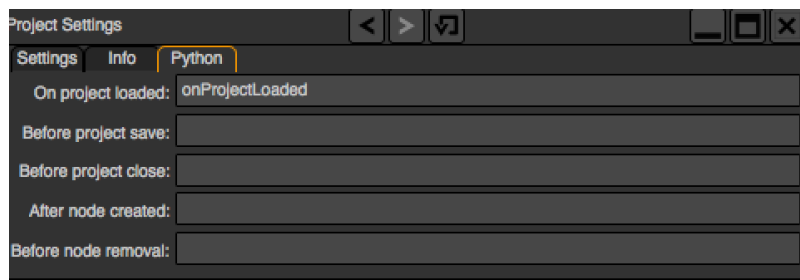 Project Settings
Settings Info Python
On project loaded: onProjectLoaded
Before project save:
Before project close:
After node created:
Before node removal: